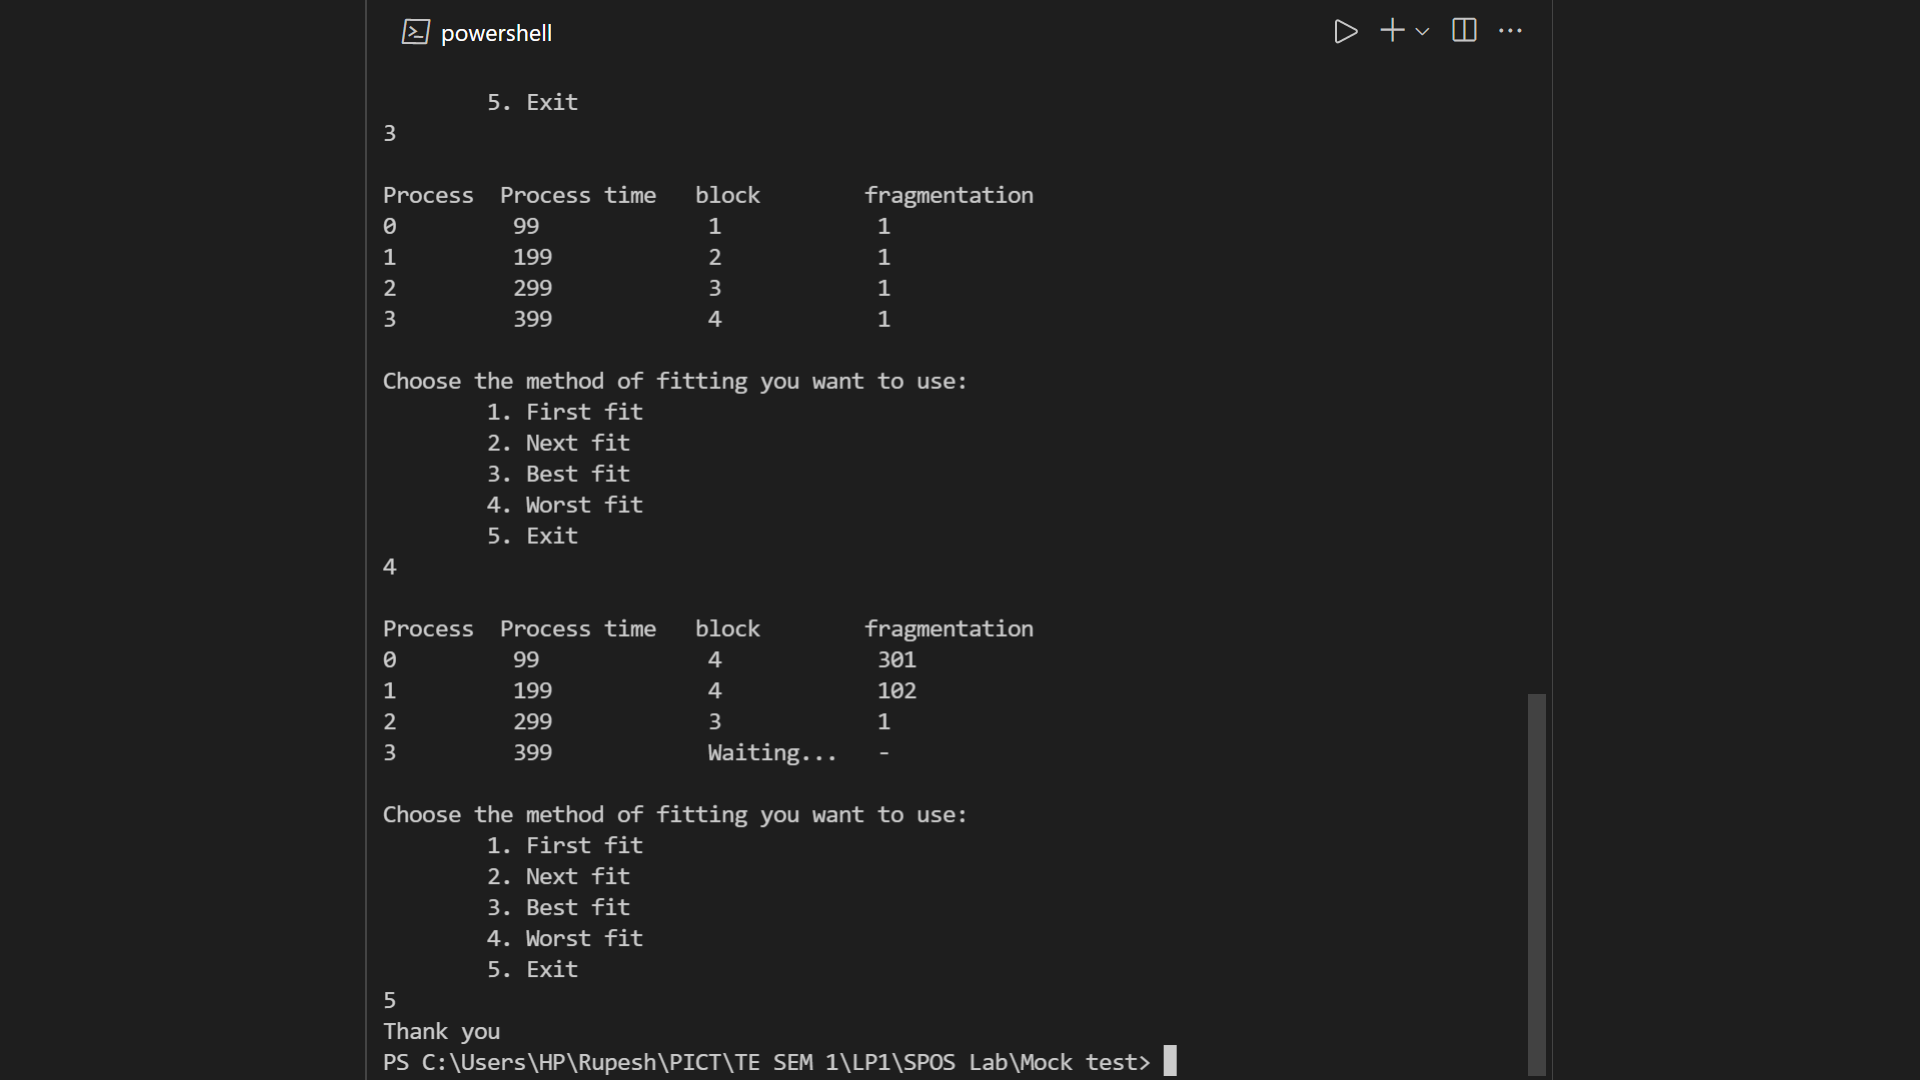 powershell
5. Exit
3
Process Process time block fragmentation
0 99 1 1
1 199 2 1
2 299 3 1
3 399 4 1
Choose the method of fitting you want to use:
1. First fit
2. Next fit
3. Best fit
4. Worst fit
5. Exit
4
Process Process time block fragmentation
0 99 4 301
1 199 4 102
2 299 3 1
3 399 Waiting... -
Choose the method of fitting you want to use:
1. First fit
2. Next fit
3. Best fit
4. Worst fit
5. Exit
5
Thank you
PS C:\Users\HP\Rupesh\PICT\TE SEM 1\LP1\SPOS Lab\Mock test>